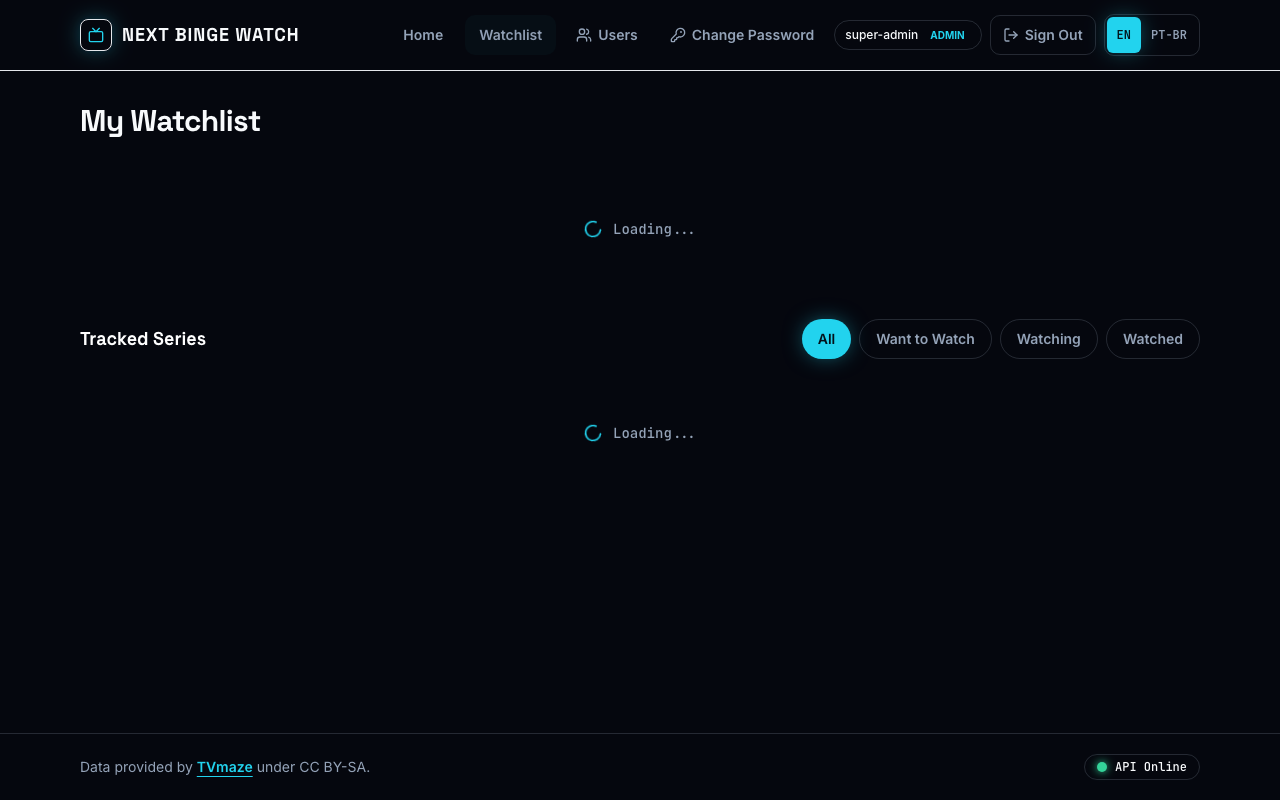 NEXT BINGE WATCH
Home
Watchlist
Users
Change Password
super-admin ADMIN
Sign Out
EN
PT-BR
My Watchlist
Loading...
Tracked Series
All
Want to Watch
Watching
Watched
Loading...
Data provided by TVmaze under CC BY-SA.
API Online